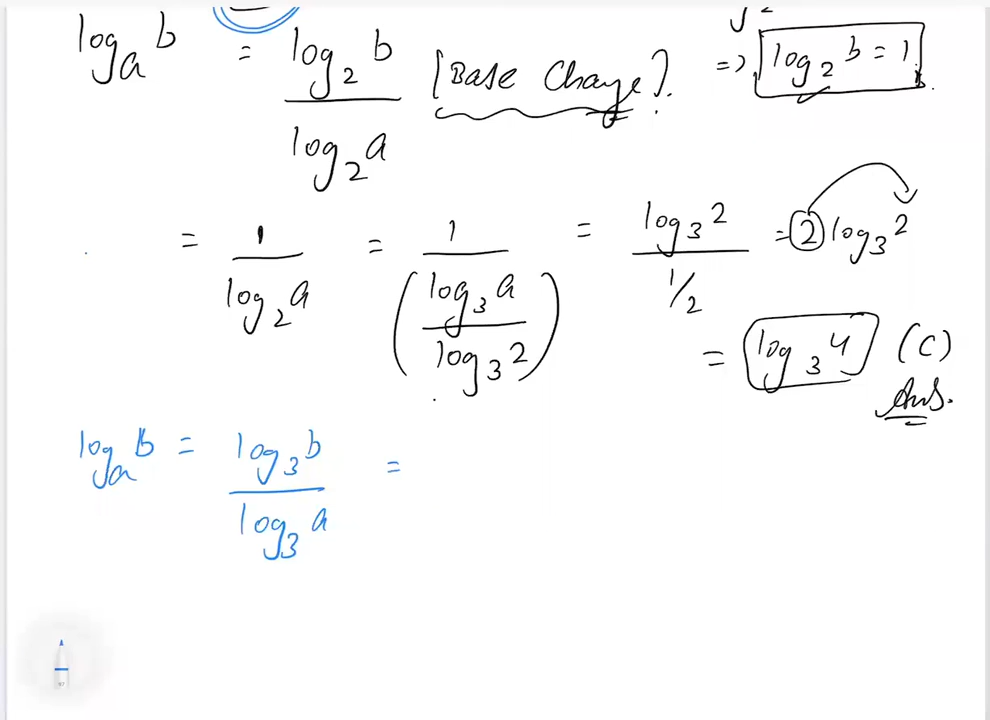 log_a b = log_2 b / log_2 a [Base Change].
=> log_2 b = 1
= 1 / log_2 a = 1 / (log_3 a / log_3 2) = log_3 2 / 1/2 = 2 log_3 2
= log_3 4 (C)
Ans.
log_a b = log_3 b / log_3 a =